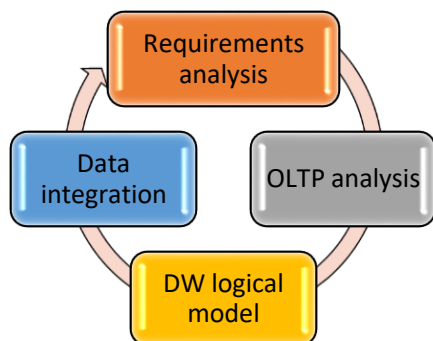 Requirements
analysis
OLTP analysis
DW logical
model
Data
integration